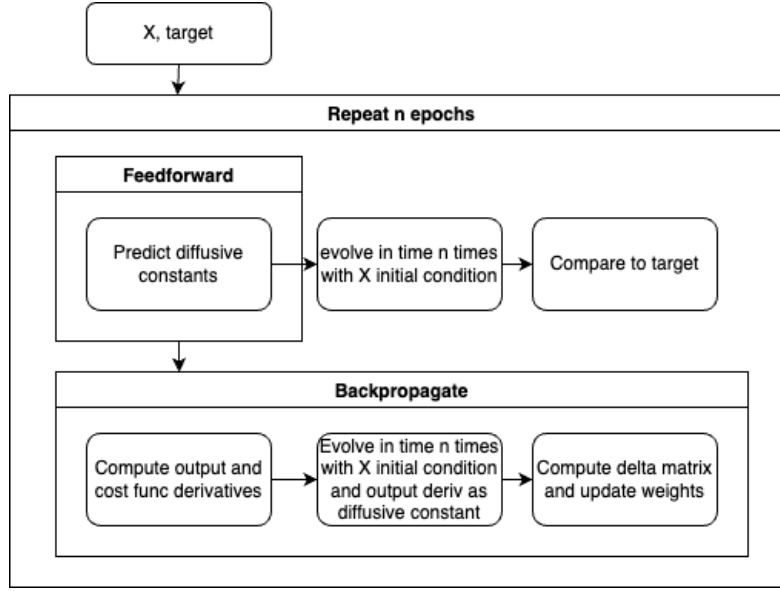 X, target
Repeat n epochs
Feedforward
Predict diffusive
constants
evolve in time n times
with X initial condition
Compare to target
Backpropagate
Compute output and
cost func derivatives
Evolve in time n times
with X initial condition
and output deriv as
diffusive constant
Compute delta matrix
and update weights